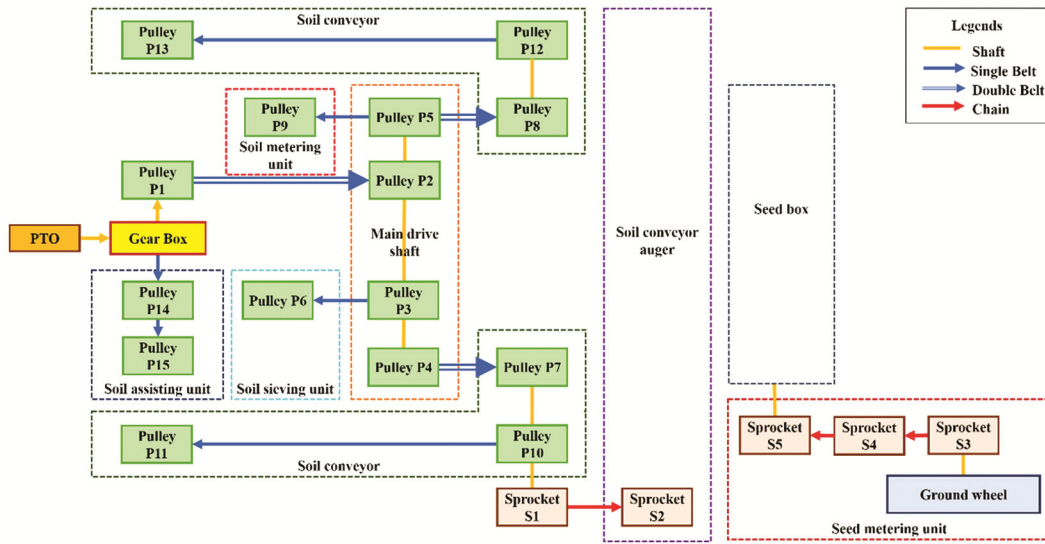 Soil conveyor
Pulley
P13
Pulley
P12
Legends
Shaft
Single Belt
Double Belt
Chain
Pulley
P9
Pulley P5
Pulley
P8
Soil metering
unit
Pulley
P1
Pulley P2
Seed box
PTO
Gear Box
Main drive
shaft
Soil conveyor
auger
Pulley
P14
Pulley P6
Pulley
P3
Pulley
P15
Pulley P4
Pulley P7
Soil assisting unit
Soil sieving unit
Pulley
P11
Pulley
P10
Soil conveyor
Sprocket
S5
Sprocket
S4
Sprocket
S3
Sprocket
S1
Sprocket
S2
Ground wheel
Seed metering unit